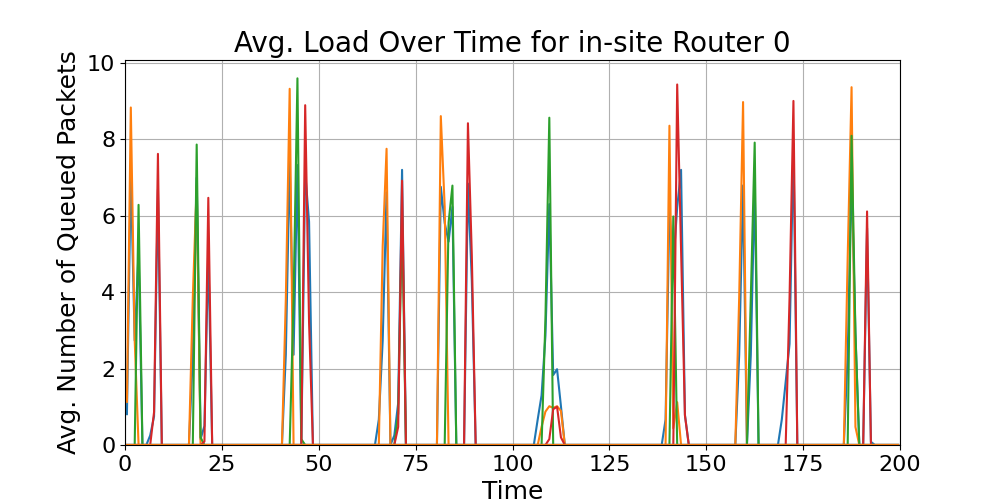 Avg. Load Over Time for in-site Router 0
Avg. Number of Queued Packets
10
8
6
4
2
0
0 25 50 75 100 125 150 175 200
Time